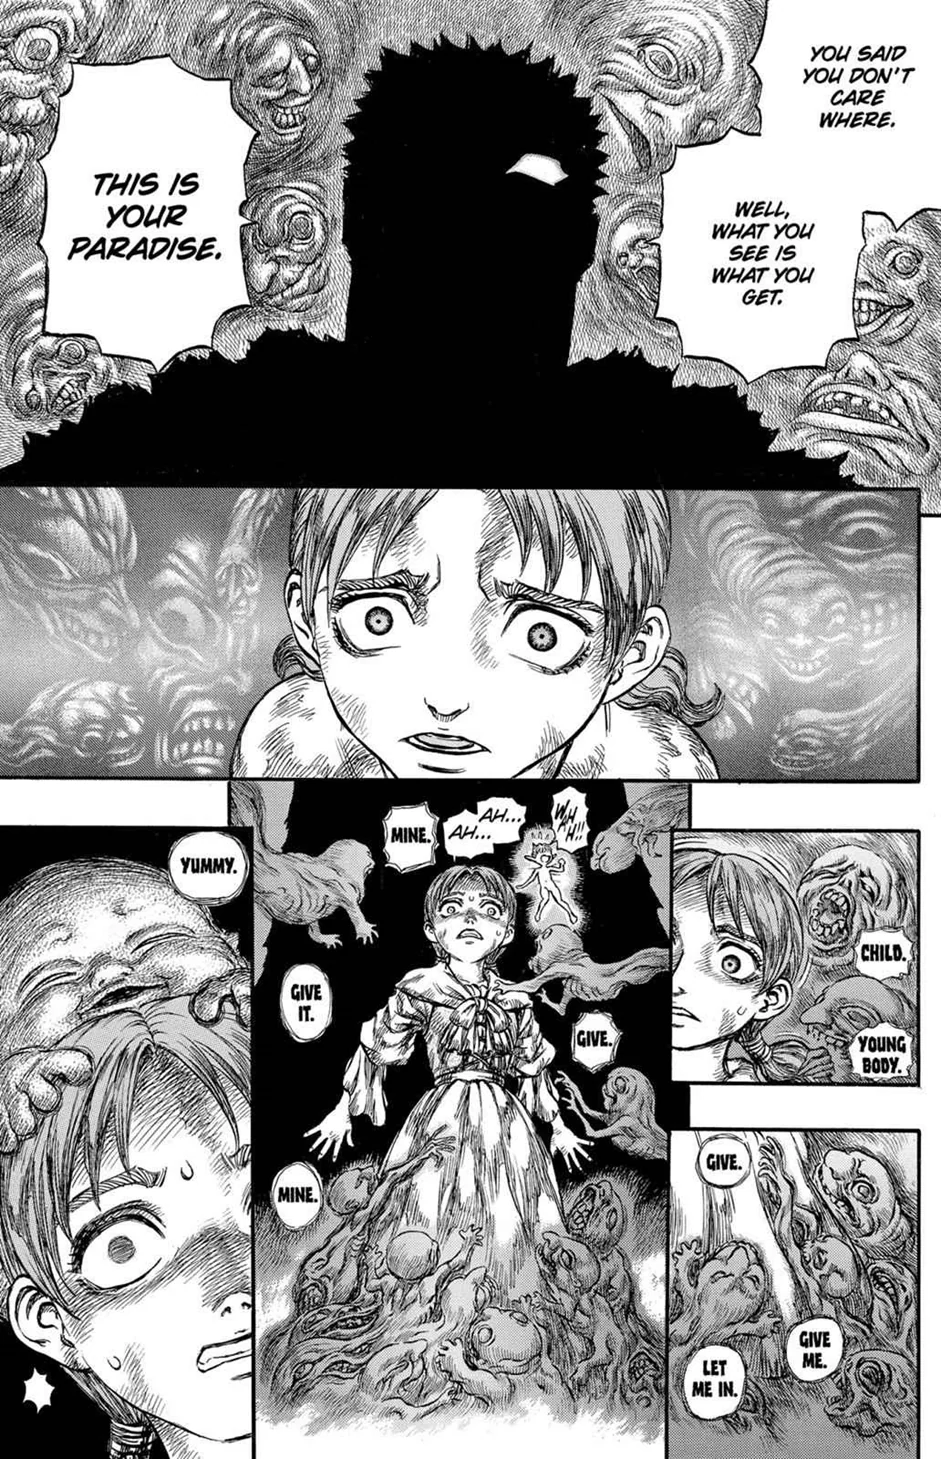 YOU SAID
YOU DON'T
CARE
WHERE.
WELL,
WHAT YOU
SEE IS
WHAT YOU
GET.
THIS IS
YOUR
PARADISE.
CHILD.
YOUNG
BODY.
GIVE.
GIVE
ME.
LET
ME IN.
AH...
AH...
MINE.
GIVE
IT.
GIVE.
MINE.
YUMMY.